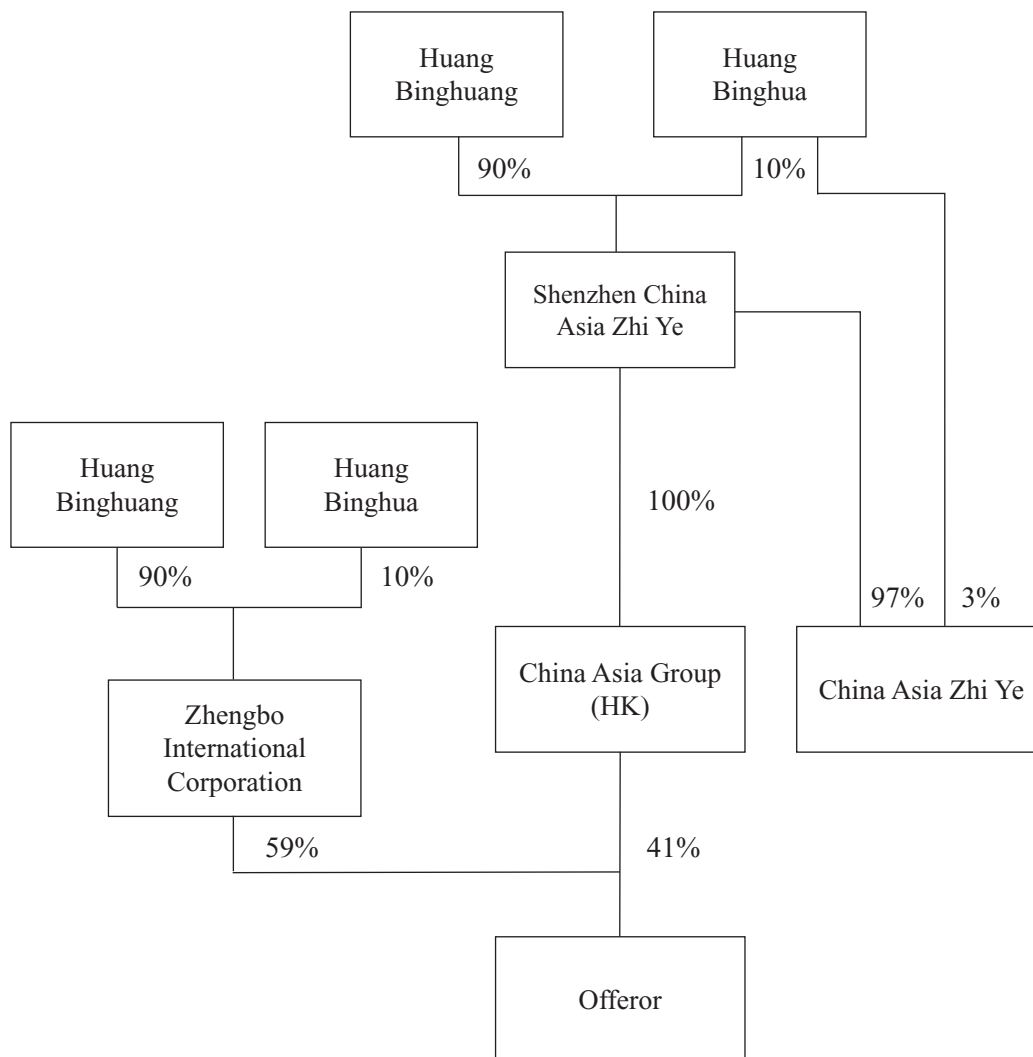 Huang
Binghuang
Huang
Binghua
90%
10%
Shenzhen China
Asia Zhi Ye
Huang
Binghuang
Huang
Binghua
100%
90%
10%
97%
3%
China Asia Group
(HK)
China Asia Zhi Ye
Zhengbo
International
Corporation
59%
41%
Offeror